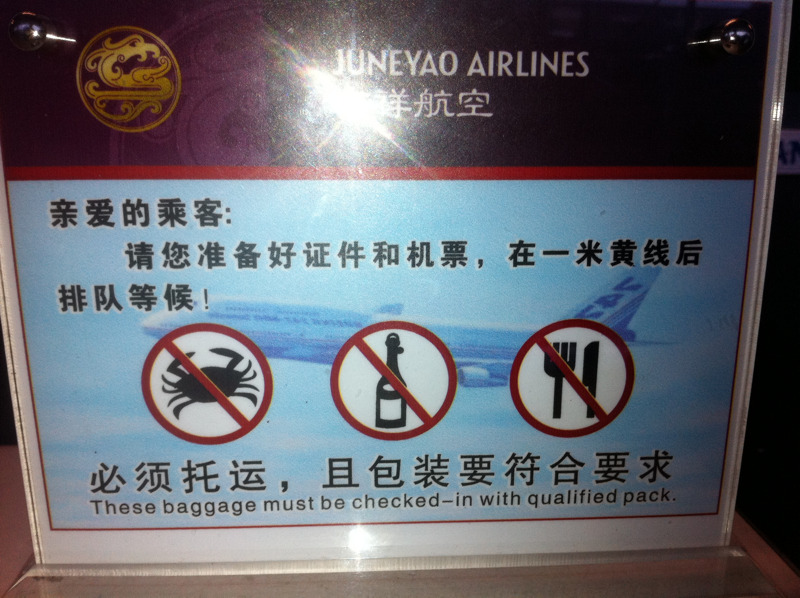 JUNEYAO AIRLINES
祥航空
亲爱的乘客:
请您准备好证件和机票，在一米黄线后
排队等候！
必须托运，且包装要符合要求
These baggage must be checked-in with qualified pack.